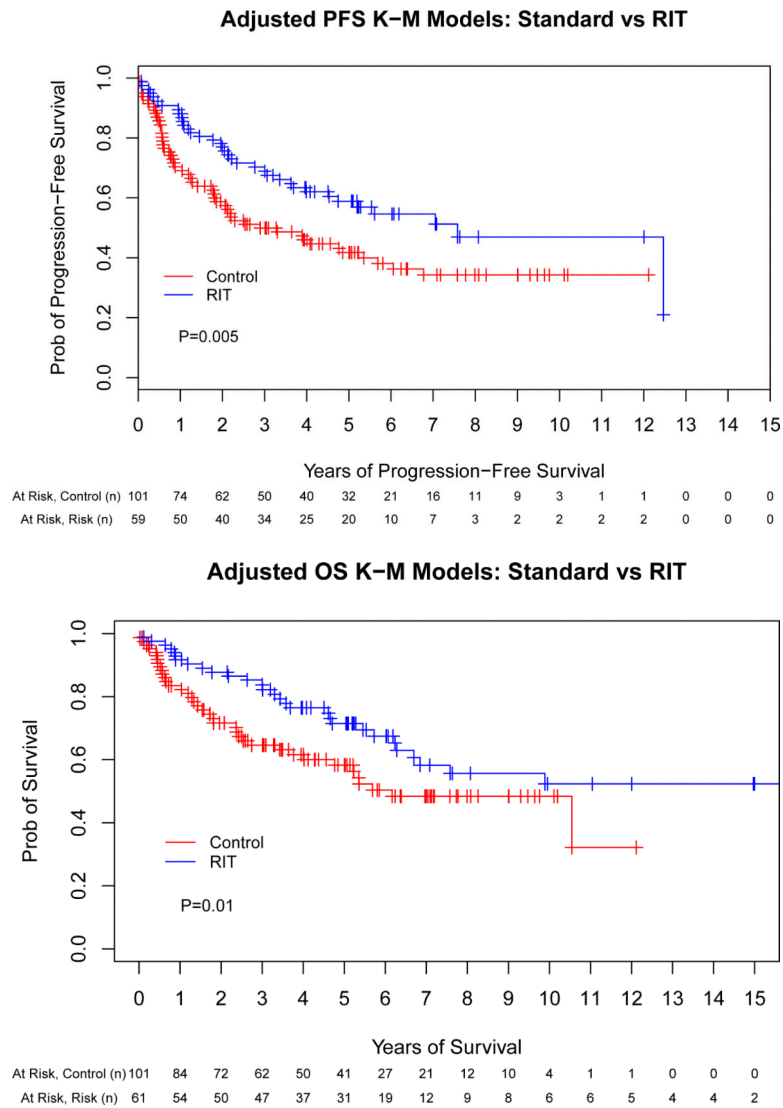 Adjusted PFS K−M Models: Standard vs RIT
Prob of Progression−Free Survival
1.0
0.8
0.6
0.4
0.2
0.0
Control
RIT
P=0.005
0 1 2 3 4 5 6 7 8 9 10 11 12 13 14 15
Years of Progression−Free Survival
At Risk, Control (n) 101 74 62 50 40 32 21 16 11 9 3 1 1 0 0 0
At Risk, Risk (n) 59 50 40 34 25 20 10 7 3 2 2 2 2 0 0 0
Adjusted OS K−M Models: Standard vs RIT
Prob of Survival
1.0
0.8
0.6
0.4
0.2
0.0
Control
RIT
P=0.01
0 1 2 3 4 5 6 7 8 9 10 11 12 13 14 15
Years of Survival
At Risk, Control (n) 101 84 72 62 50 41 27 21 12 10 4 1 1 0 0 0
At Risk, Risk (n) 61 54 50 47 37 31 19 12 9 8 6 6 5 4 4 2